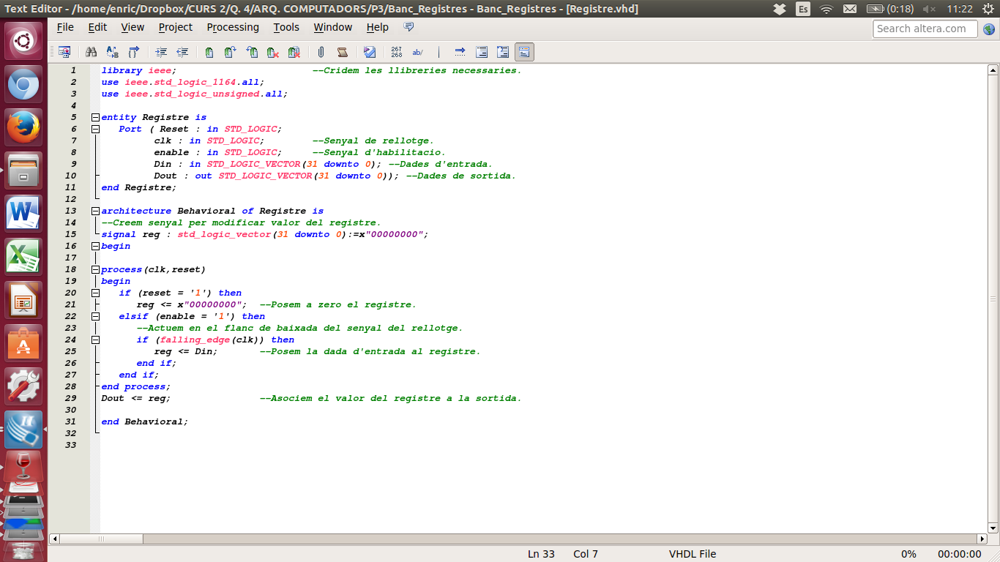 Text Editor - /home/enric/Dropbox/CURS 2/Q. 4/ARQ. COMPUTADORS/P3/Banc_Registres - Banc_Registres - [Registre.vhd]
Es
(0:18)
11:22
File Edit View Project Processing Tools Window Help
Search altera.com
267
268
ab/
1 library ieee; --Cridem les llibreries necessaries.
2 use ieee.std_logic_1164.all;
3 use ieee.std_logic_unsigned.all;
4
5 entity Registre is
6 Port ( Reset : in STD_LOGIC;
7 clk : in STD_LOGIC; --Senyal de rellotge.
8 enable : in STD_LOGIC; --Senyal d'habilitacio.
9 Din : in STD_LOGIC_VECTOR(31 downto 0); --Dades d'entrada.
10 Dout : out STD_LOGIC_VECTOR(31 downto 0)); --Dades de sortida.
11 end Registre;
12
13 architecture Behavioral of Registre is
14 --Creem senyal per modificar valor del registre.
15 signal reg : std_logic_vector(31 downto 0):=x"00000000";
16 begin
17
18 process(clk,reset)
19 begin
20 if (reset = '1') then
21 reg <= x"00000000"; --Posem a zero el registre.
22 elsif (enable = '1') then
23 --Actuem en el flanc de baixada del senyal del rellotge.
24 if (falling_edge(clk)) then
25 reg <= Din; --Posem la dada d'entrada al registre.
26 end if;
27 end if;
28 end process;
29 Dout <= reg; --Asociem el valor del registre a la sortida.
30
31 end Behavioral;
32
33
Ln 33 Col 7 VHDL File 0% 00:00:00